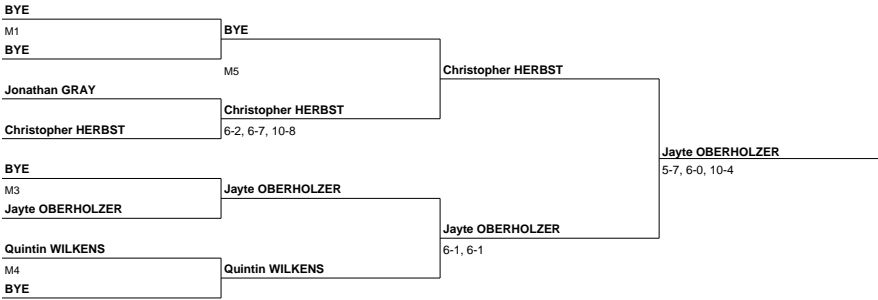 BYE
M1
BYE
BYE
M5
Christopher HERBST
Jonathan GRAY
Christopher HERBST
Christopher HERBST
6-2, 6-7, 10-8
Jayte OBERHOLZER
5-7, 6-0, 10-4
BYE
M3
Jayte OBERHOLZER
Jayte OBERHOLZER
Jayte OBERHOLZER
6-1, 6-1
Quintin WILKENS
M4
Quintin WILKENS
BYE